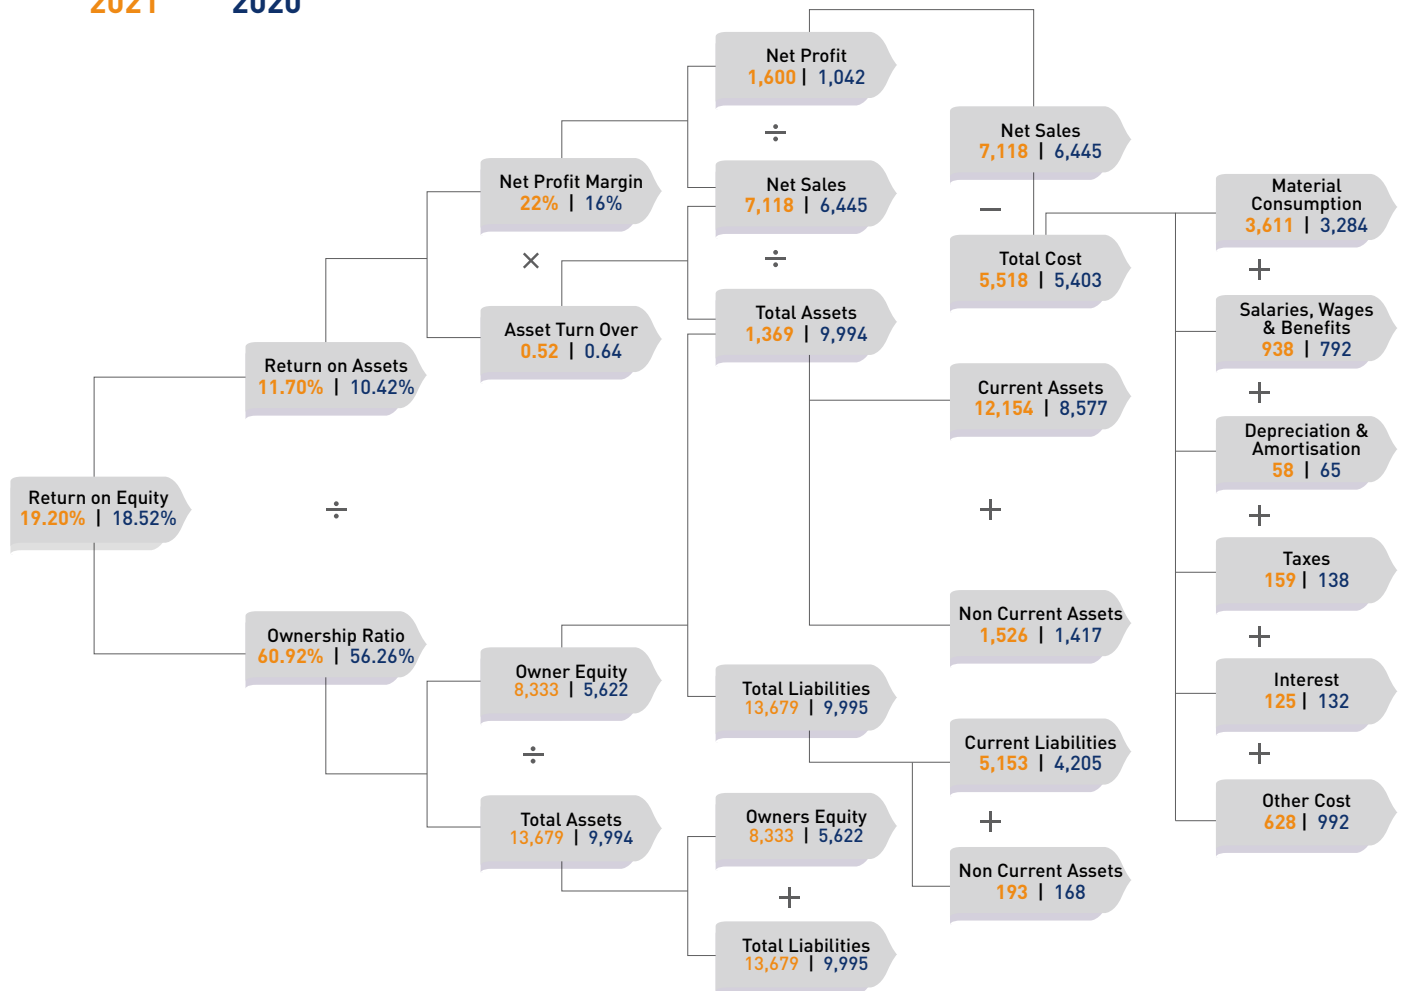 2021 2020
Net Profit
1,600 | 1,042
÷
Net Sales
7,118 | 6,445
Net Profit Margin
22% | 16%
Net Sales
7,118 | 6,445
Material
Consumption
3,611 | 3,284
−
×
÷
Total Cost
5,518 | 5,403
+
Asset Turn Over
0.52 | 0.64
Total Assets
1,369 | 9,994
Salaries, Wages
& Benefits
938 | 792
Return on Assets
11.70% | 10.42%
Current Assets
12,154 | 8,577
+
Depreciation &
Amortisation
58 | 65
Return on Equity
19.20% | 18.52%
÷
+
+
Taxes
159 | 138
Ownership Ratio
60.92% | 56.26%
Non Current Assets
1,526 | 1,417
+
Owner Equity
8,333 | 5,622
Total Liabilities
13,679 | 9,995
Interest
125 | 132
÷
Current Liabilities
5,153 | 4,205
+
Total Assets
13,679 | 9,994
Owners Equity
8,333 | 5,622
+
Other Cost
628 | 992
+
Non Current Assets
193 | 168
Total Liabilities
13,679 | 9,995